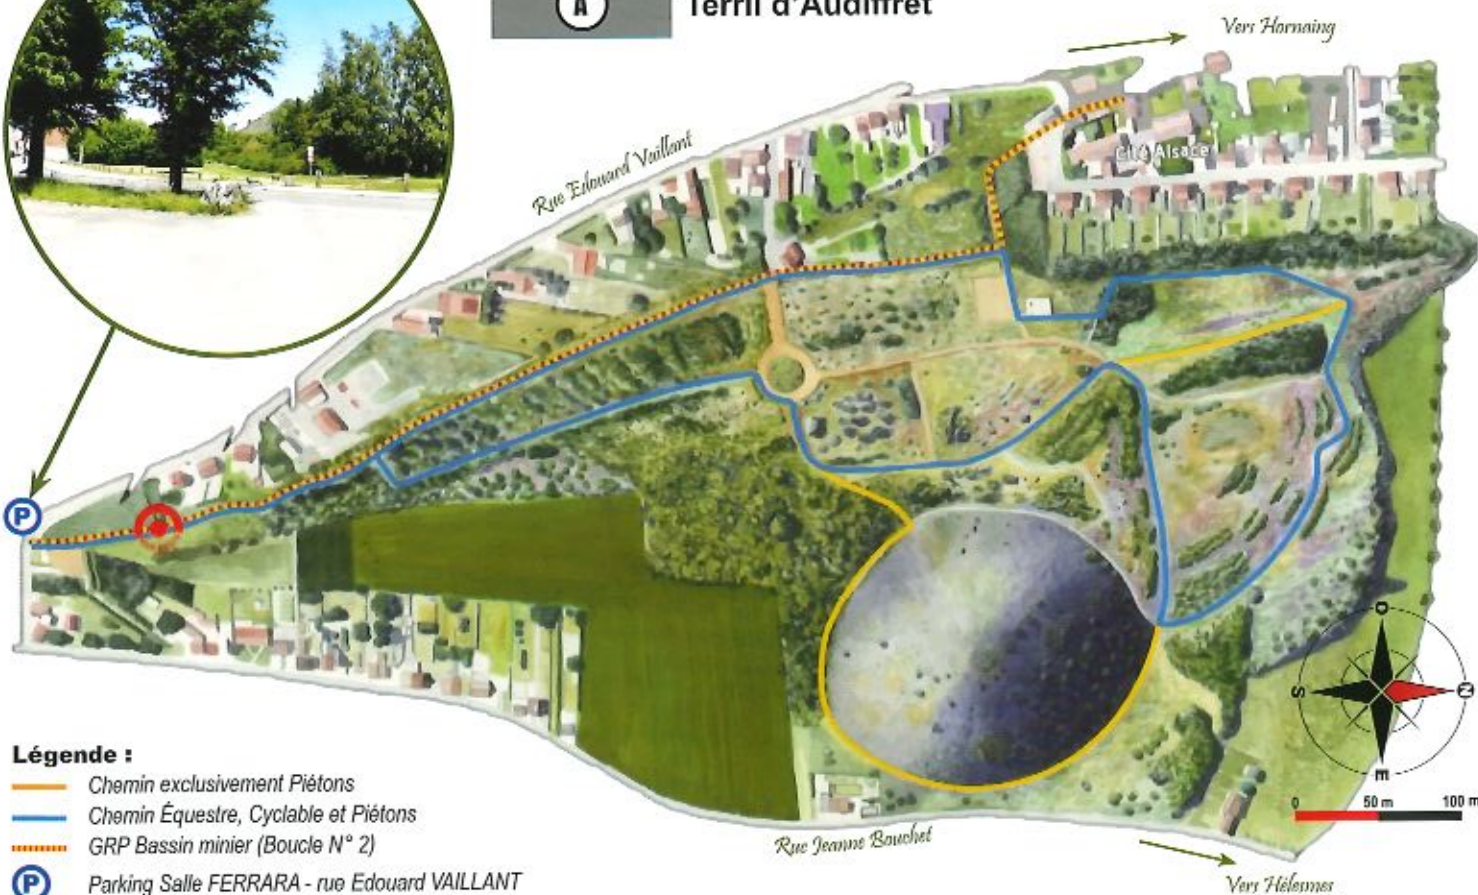 A
Terril d'Audiffret
Vers Hornaing
Rue Edouard Vaillant
Cité Alsace
P
O
S
N
E
0 50 m 100 m
Légende :
Chemin exclusivement Piétons
Chemin Équestre, Cyclable et Piétons
GRP Bassin minier (Boucle N° 2)
P Parking Salle FERRARA - rue Edouard VAILLANT
Rue Jeanne Bouchet
Vers Hélesmes